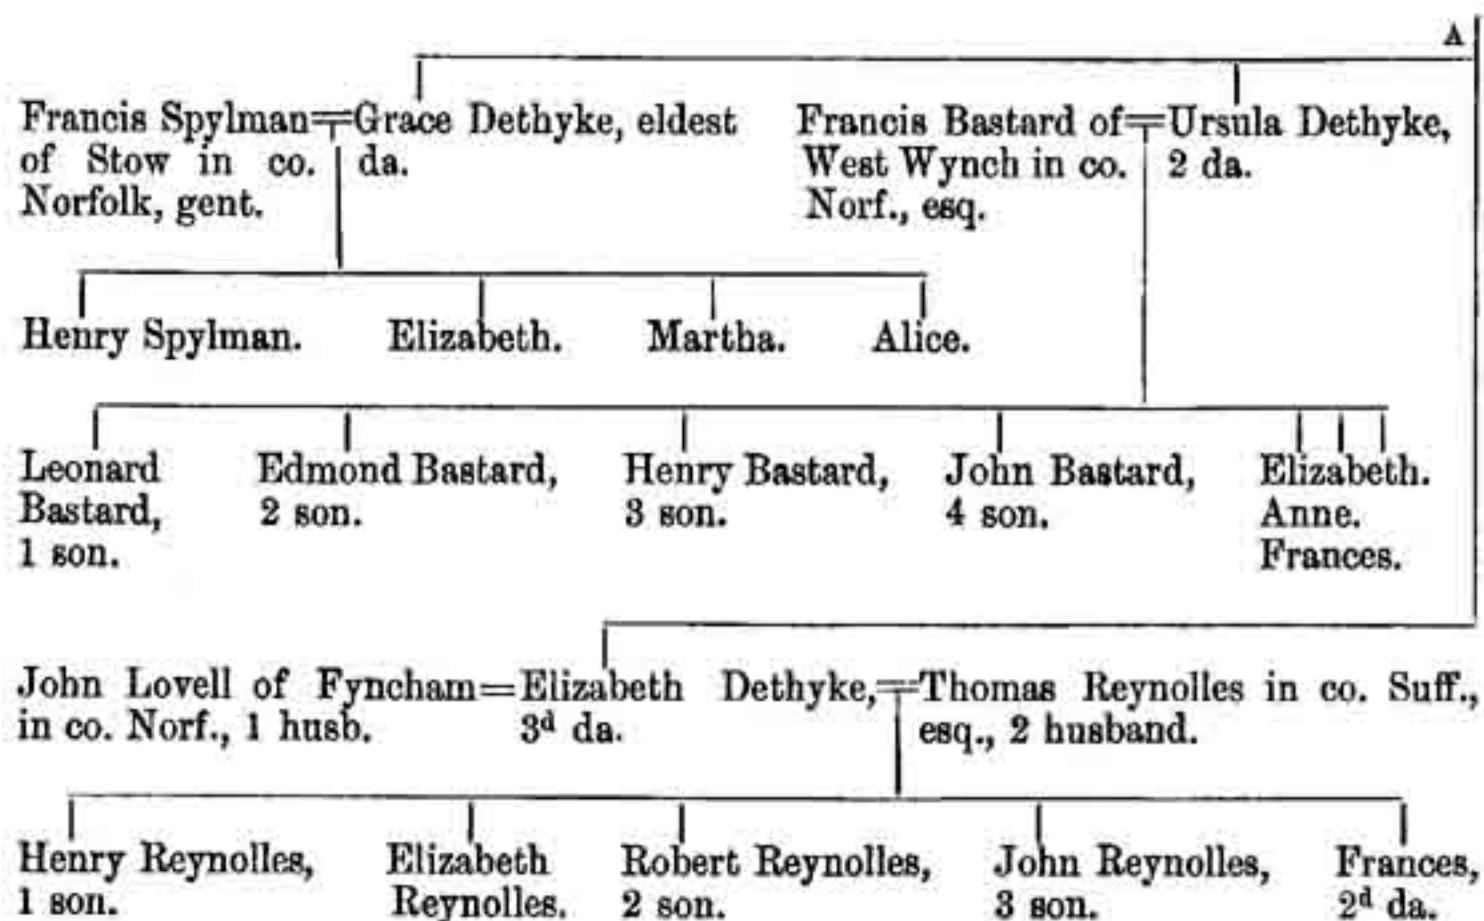 A
Francis Spylman=Grace Dethyke, eldest
of Stow in co. da.
Norfolk, gent.
Francis Bastard of=Ursula Dethyke,
West Wynch in co. 2 da.
Norf., esq.
Henry Spylman. Elizabeth. Martha. Alice.
Leonard
Bastard,
1 son.
Edmond Bastard,
2 son.
Henry Bastard,
3 son.
John Bastard,
4 son.
Elizabeth.
Anne.
Frances.
John Lovell of Fyncham=Elizabeth Dethyke,=Thomas Reynolles in co. Suff.,
in co. Norf., 1 husb. 3d da. esq., 2 husband.
Henry Reynolles,
1 son.
Elizabeth
Reynolles.
Robert Reynolles,
2 son.
John Reynolles,
3 son.
Frances,
2d da.